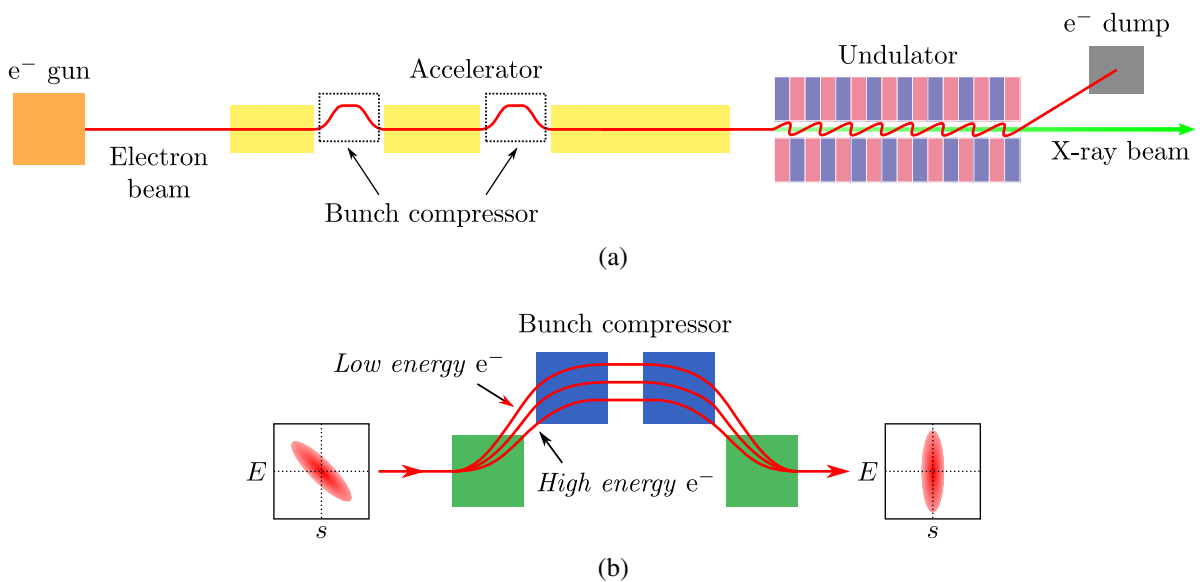 e⁻ gun
Accelerator
Undulator
e⁻ dump
Electron
beam
Bunch compressor
X-ray beam
(a)
Bunch compressor
Low energy e⁻
High energy e⁻
E
s
E
s
(b)